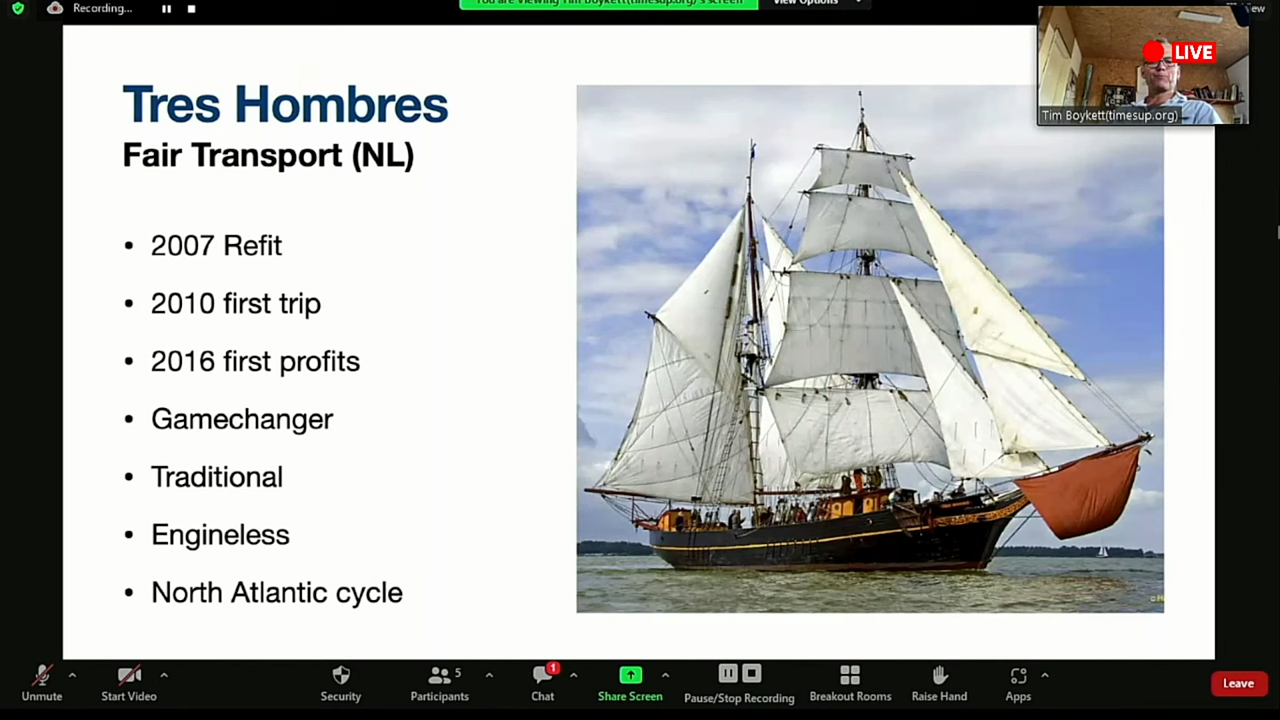 Recording...
You are viewing Tim Boykett(timesup.org)'s screen
View Options
LIVE
Tim Boykett(timesup.org)
Tres Hombres
Fair Transport (NL)
• 2007 Refit
• 2010 first trip
• 2016 first profits
• Gamechanger
• Traditional
• Engineless
• North Atlantic cycle
Unmute
Start Video
Security
5
Participants
1
Chat
Share Screen
Pause/Stop Recording
Breakout Rooms
Raise Hand
Apps
Leave